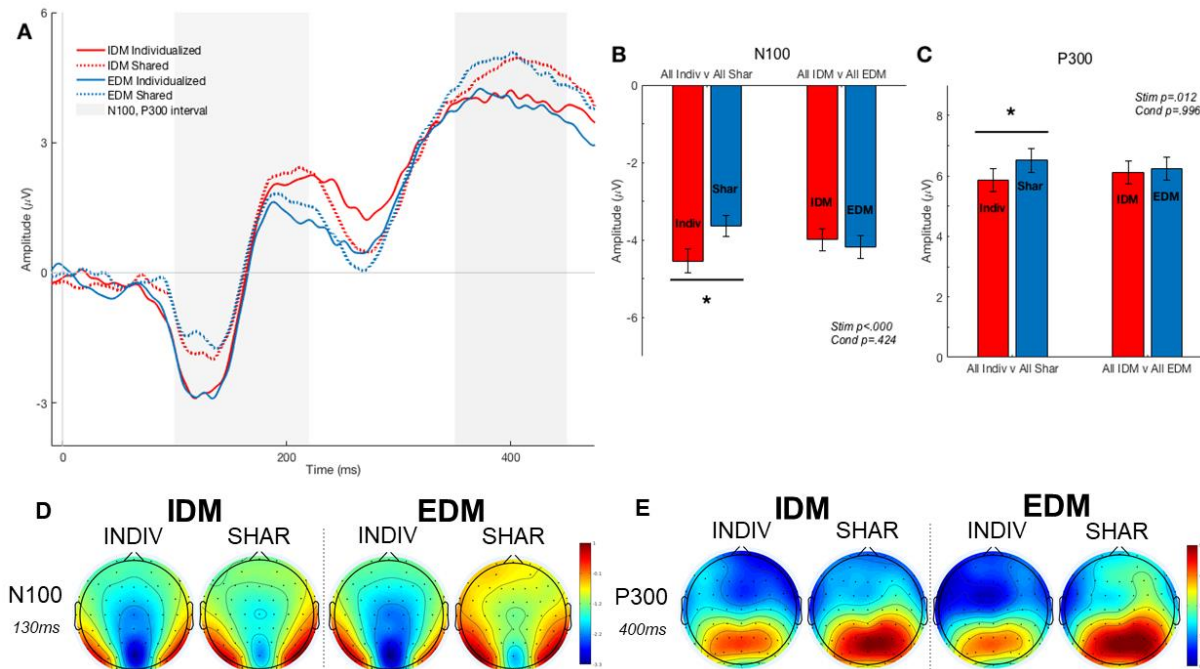 A
6
3
0
-3
Amplitude (µV)
IDM Individualized
IDM Shared
EDM Individualized
EDM Shared
N100, P300 interval
0
200
400
Time (ms)
B
N100
All Indiv v All Shar
All IDM v All EDM
0
-2
-4
-6
Amplitude (µV)
Indiv
Shar
IDM
EDM
*
Stim p<.000
Cond p=.424
C
P300
Stim p=.012
Cond p=.996
*
8
6
4
2
0
Amplitude (µV)
Indiv
Shar
IDM
EDM
All Indiv v All Shar
All IDM v All EDM
D
IDM
EDM
INDIV
SHAR
INDIV
SHAR
N100
130ms
E
IDM
EDM
INDIV
SHAR
INDIV
SHAR
P300
400ms